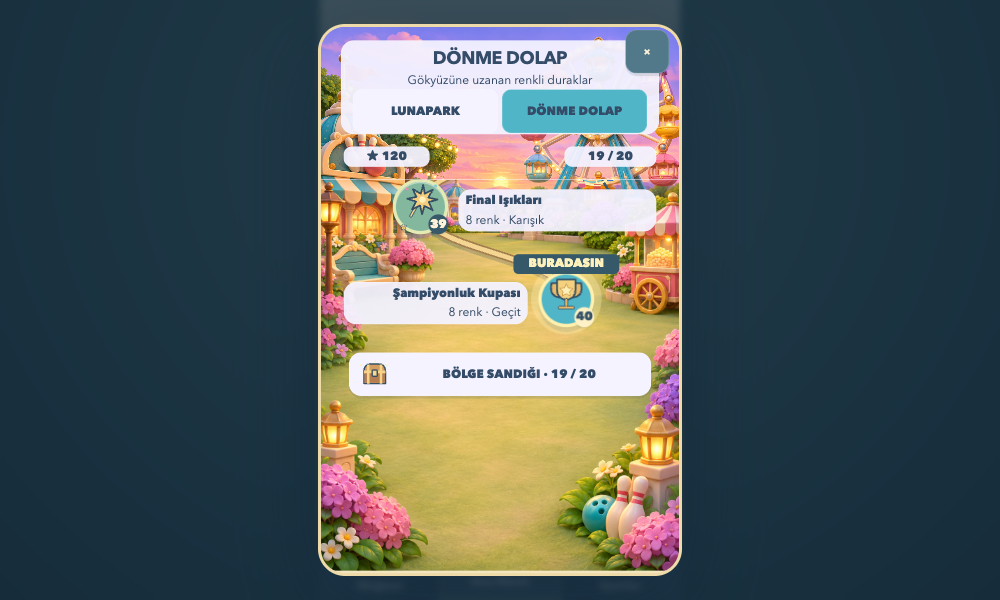 DÖNME DOLAP
×
Gökyüzüne uzanan renkli duraklar
LUNAPARK
DÖNME DOLAP
★ 120
19 / 20
39
Final Işıkları
8 renk · Karışık
BURADASIN
Şampiyonluk Kupası
8 renk · Geçit
40
BÖLGE SANDIĞI · 19 / 20